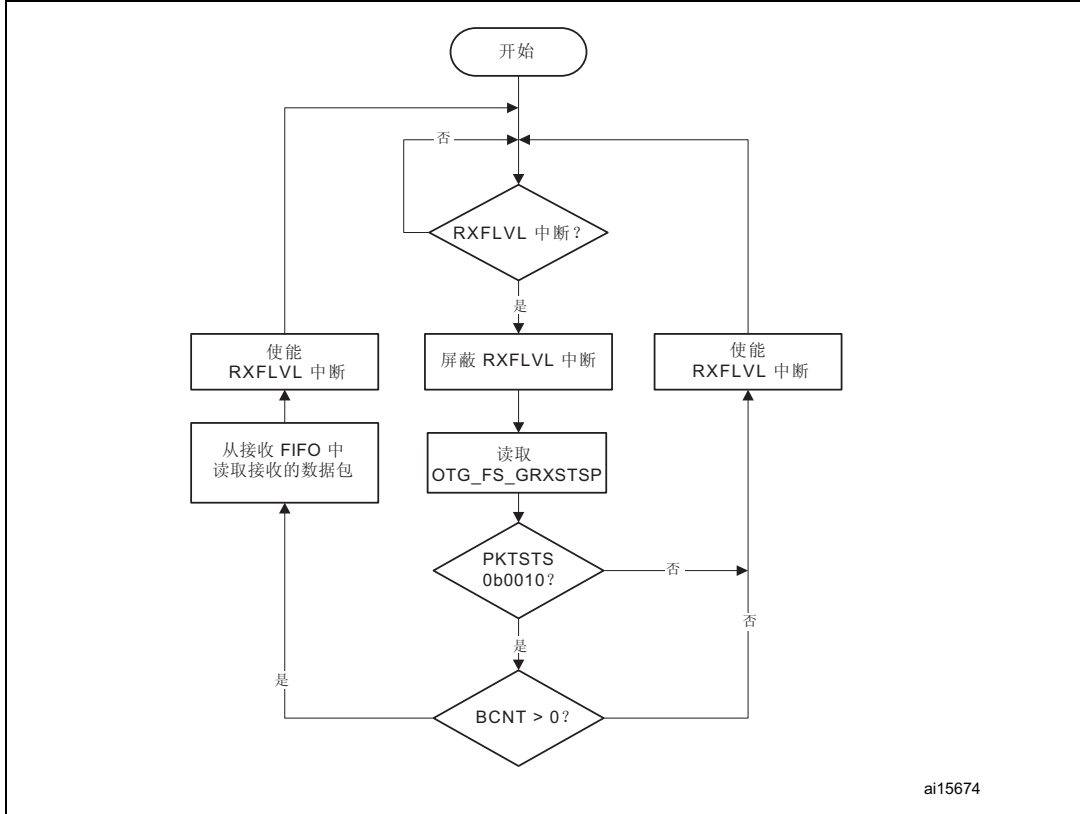 开始
否
RXFLVL 中断？
是
使能
RXFLVL 中断
屏蔽 RXFLVL 中断
使能
RXFLVL 中断
从接收 FIFO 中
读取接收的数据包
读取
OTG_FS_GRXSTSP
PKTSTS
0b0010？
否
否
是
是
BCNT > 0？
ai15674